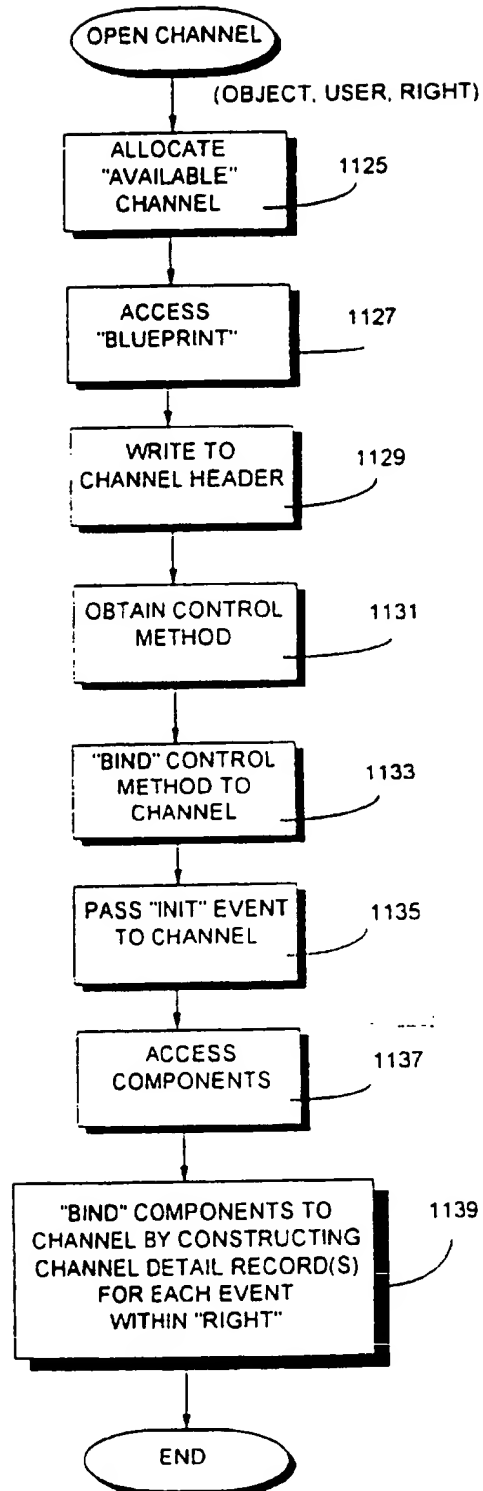 OPEN CHANNEL
(OBJECT, USER, RIGHT)
ALLOCATE
"AVAILABLE"
CHANNEL
1125
ACCESS
"BLUEPRINT"
1127
WRITE TO
CHANNEL HEADER
1129
OBTAIN CONTROL
METHOD
1131
"BIND" CONTROL
METHOD TO
CHANNEL
1133
PASS "INIT" EVENT
TO CHANNEL
1135
ACCESS
COMPONENTS
1137
"BIND" COMPONENTS TO
CHANNEL BY CONSTRUCTING
CHANNEL DETAIL RECORD(S)
FOR EACH EVENT
WITHIN "RIGHT"
1139
END